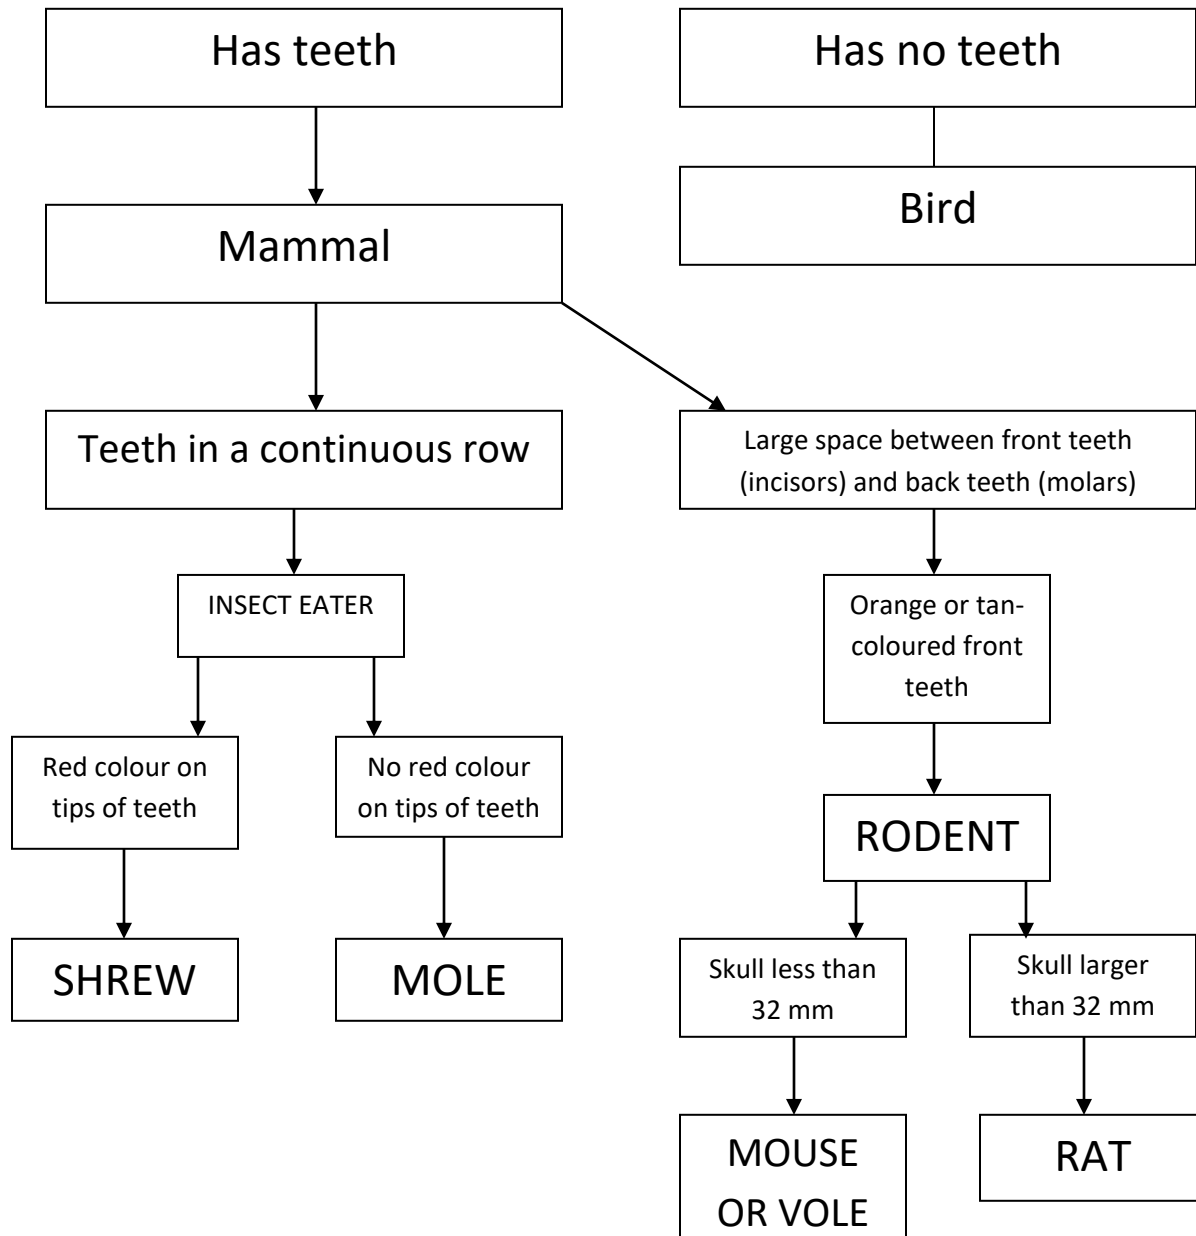 Has teeth
Has no teeth
Bird
Mammal
Teeth in a continuous row
Large space between front teeth
(incisors) and back teeth (molars)
INSECT EATER
Orange or tan-
coloured front
teeth
Red colour on
tips of teeth
No red colour
on tips of teeth
RODENT
SHREW
MOLE
Skull less than
32 mm
Skull larger
than 32 mm
MOUSE
OR VOLE
RAT